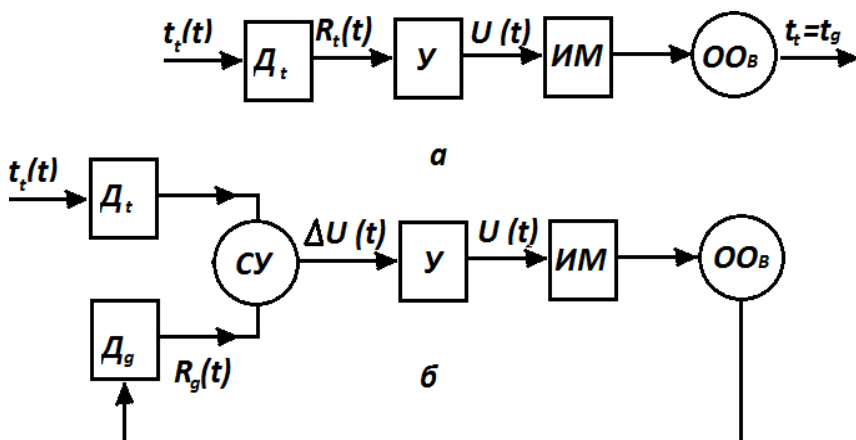 t_t(t) Д_t R_t(t) У U (t) ИМ ОО_В t_t=t_g
а
t_t(t) Д_t
СУ ΔU (t) У U (t) ИМ ОО_В
Д_g R_g(t)
б